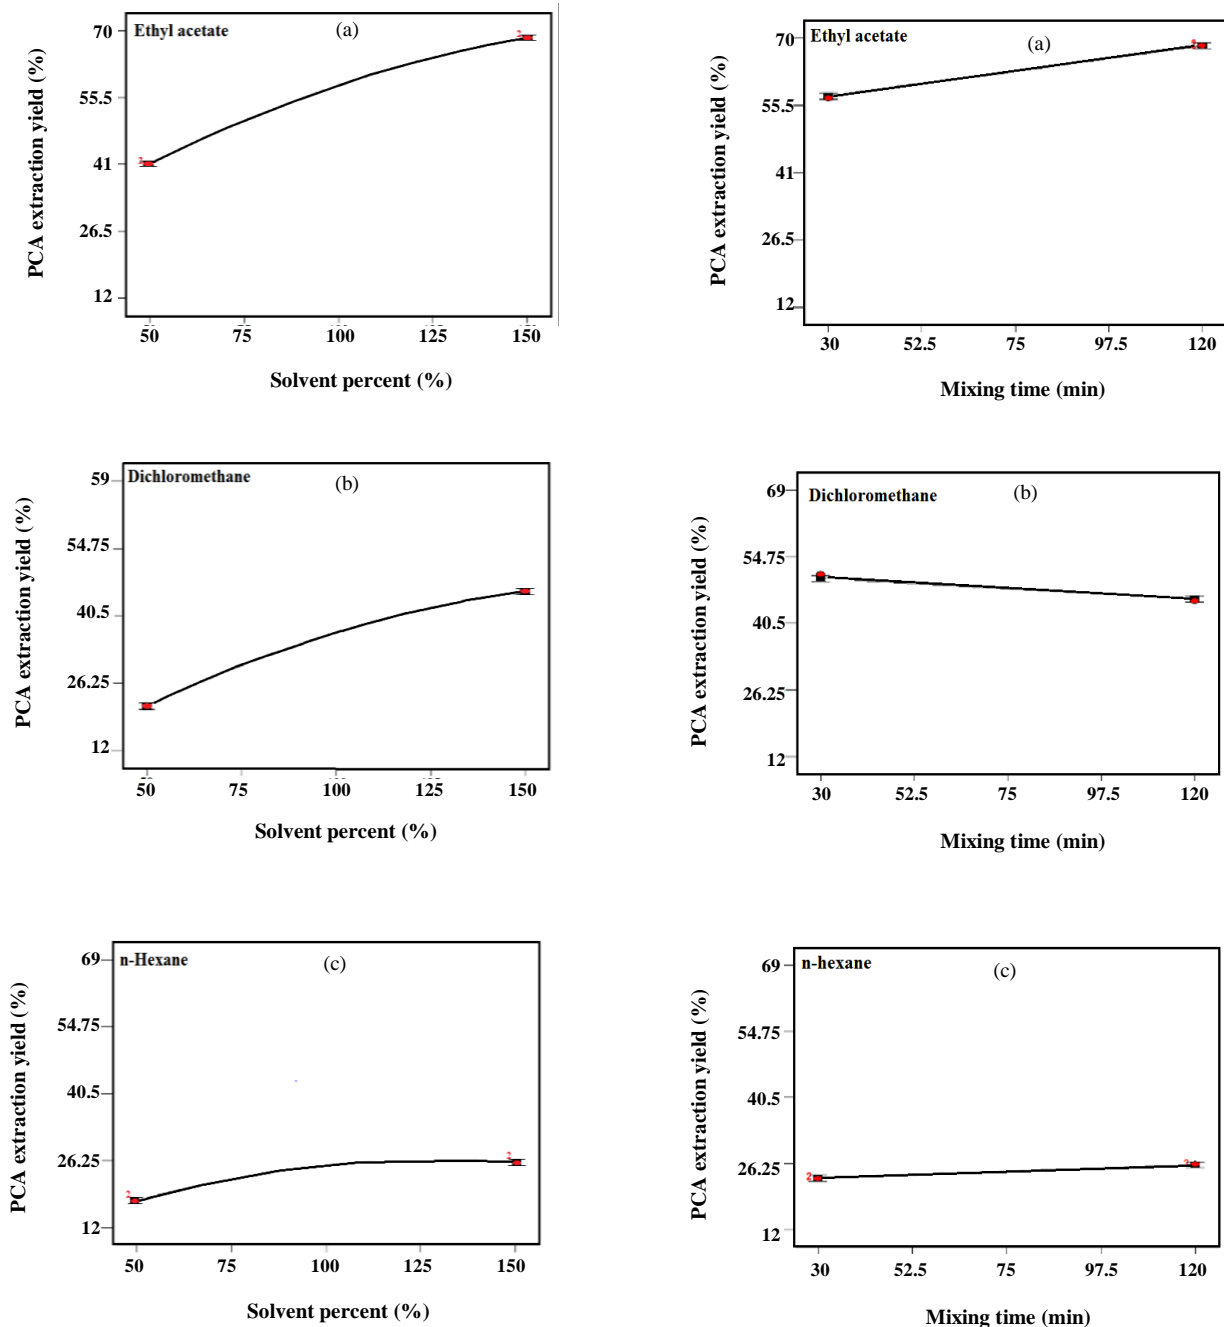 Ethyl acetate
(a)
PCA extraction yield (%)
70
55.5
41
26.5
12
50 75 100 125 150
Solvent percent (%)
Ethyl acetate
(a)
PCA extraction yield (%)
70
55.5
41
26.5
12
30 52.5 75 97.5 120
Mixing time (min)
Dichloromethane
(b)
PCA extraction yield (%)
59
54.75
40.5
26.25
12
50 75 100 125 150
Solvent percent (%)
Dichloromethane
(b)
PCA extraction yield (%)
69
54.75
40.5
26.25
12
30 52.5 75 97.5 120
Mixing time (min)
n-Hexane
(c)
PCA extraction yield (%)
69
54.75
40.5
26.25
12
50 75 100 125 150
Solvent percent (%)
n-hexane
(c)
PCA extraction yield (%)
69
54.75
40.5
26.25
12
30 52.5 75 97.5 120
Mixing time (min)